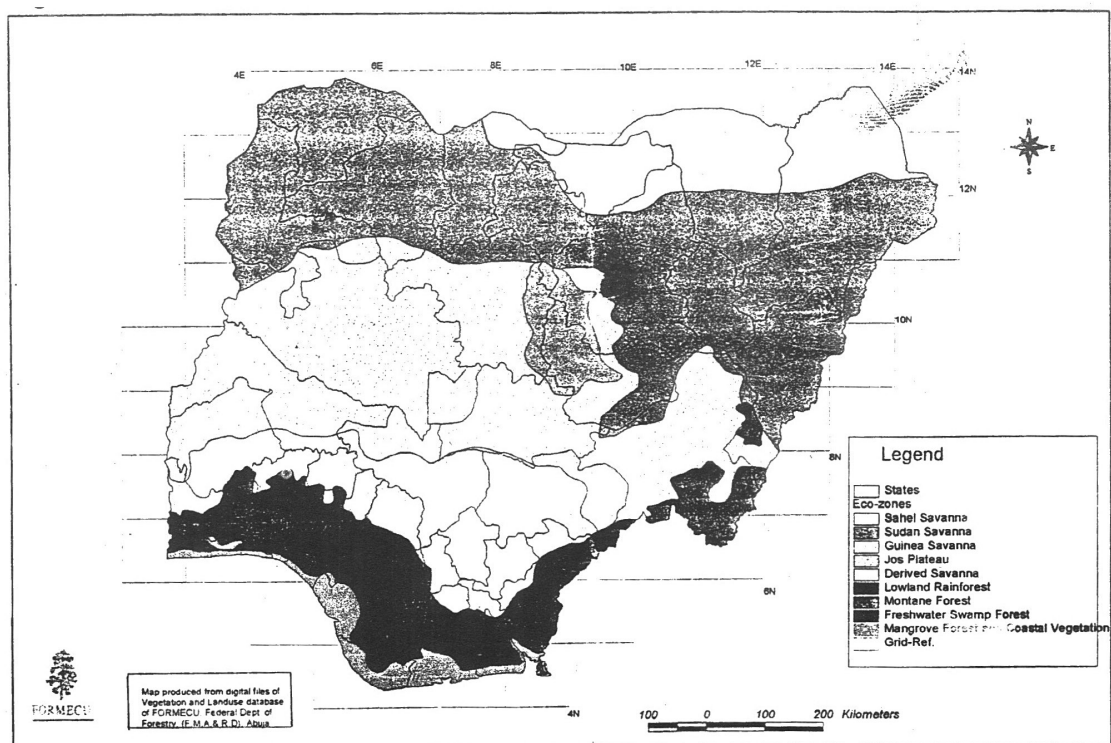 4E
6E
8E
10E
12E
14E
14N
N
E
S
12N
10N
8N
6N
4N
Legend
States
Eco-zones
Sahel Savanna
Sudan Savanna
Guinea Savanna
Jos Plateau
Derived Savanna
Lowland Rainforest
Montane Forest
Freshwater Swamp Forest
Mangrove Forest and Coastal Vegetation
Grid-Ref.
FORMECU
Map produced from digital files of
Vegetation and Landuse database
of FORMECU. Federal Dept of
Forestry, (F.M.A & R.D), Abuja
100 0 100 200 Kilometers